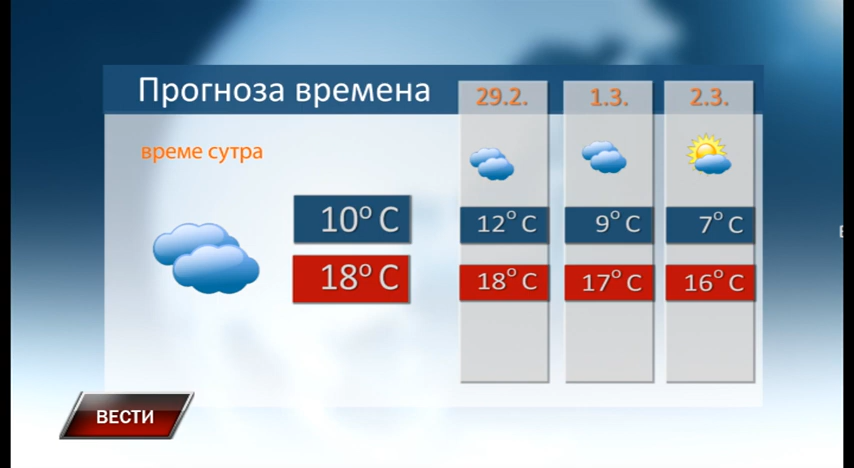 Прогноза времена
време сутра
10° C
18° C
29.2.
12° C
18° C
1.3.
9° C
17° C
2.3.
7° C
16° C
ВЕСТИ